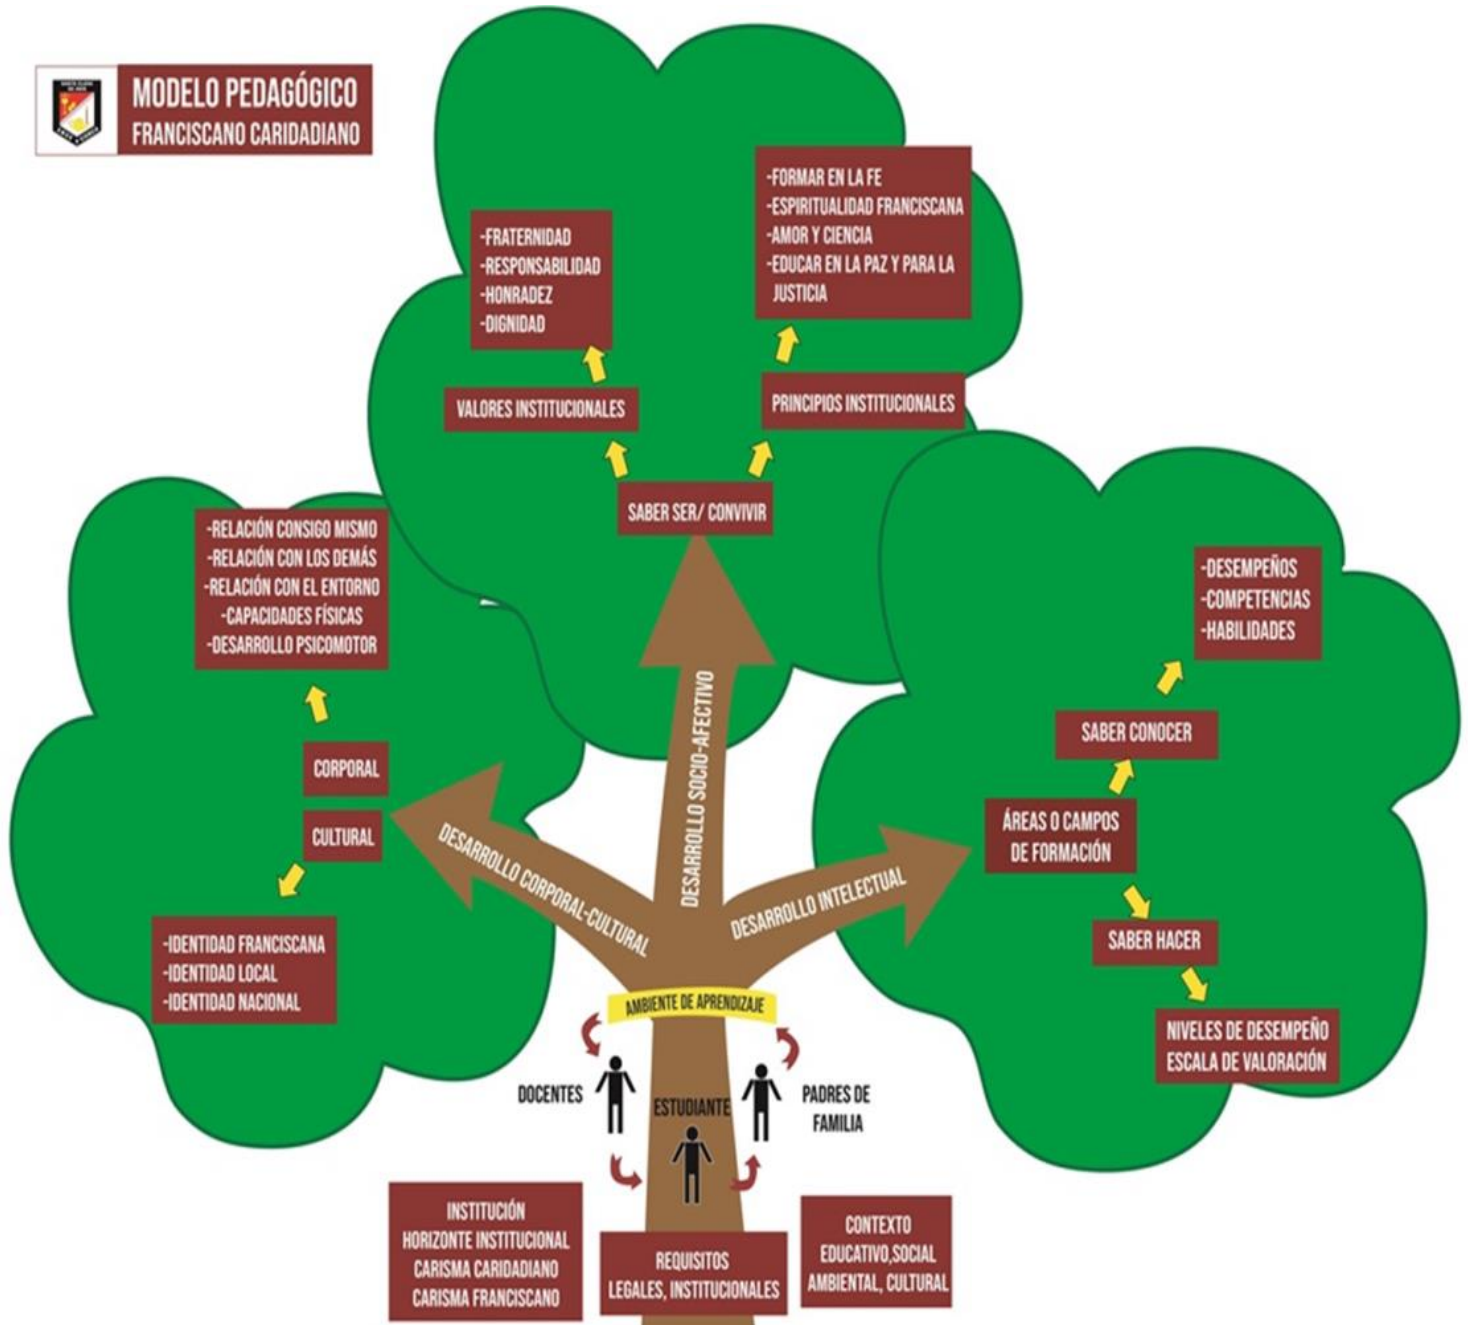 MODELO PEDAGÓGICO
FRANCISCANO CARIDADIANO
-FRATERNIDAD
-RESPONSABILIDAD
-HONRADEZ
-DIGNIDAD
-FORMAR EN LA FE
-ESPIRITUALIDAD FRANCISCANA
-AMOR Y CIENCIA
-EDUCAR EN LA PAZ Y PARA LA
JUSTICIA
VALORES INSTITUCIONALES
PRINCIPIOS INSTITUCIONALES
SABER SER/ CONVIVIR
-RELACIÓN CONSIGO MISMO
-RELACIÓN CON LOS DEMÁS
-RELACIÓN CON EL ENTORNO
-CAPACIDADES FÍSICAS
-DESARROLLO PSICOMOTOR
CORPORAL
CULTURAL
-IDENTIDAD FRANCISCANA
-IDENTIDAD LOCAL
-IDENTIDAD NACIONAL
DESARROLLO CORPORAL-CULTURAL
DESARROLLO SOCIO-AFECTIVO
DESARROLLO INTELECTUAL
-DESEMPEÑOS
-COMPETENCIAS
-HABILIDADES
SABER CONOCER
ÁREAS O CAMPOS
DE FORMACIÓN
SABER HACER
NIVELES DE DESEMPEÑO
ESCALA DE VALORACIÓN
AMBIENTE DE APRENDIZAJE
DOCENTES
ESTUDIANTE
PADRES DE
FAMILIA
INSTITUCIÓN
HORIZONTE INSTITUCIONAL
CARISMA CARIDADIANO
CARISMA FRANCISCANO
REQUISITOS
LEGALES, INSTITUCIONALES
CONTEXTO
EDUCATIVO,SOCIAL
AMBIENTAL, CULTURAL